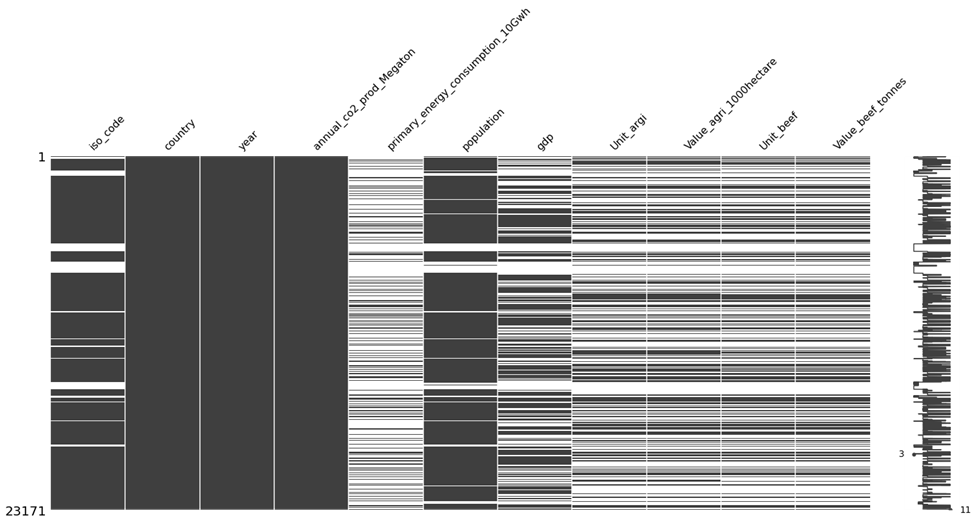 iso_code
country
year
annual_co2_prod_Megaton
primary_energy_consumption_10Gwh
population
gdp
Unit_argi
Value_agri_1000hectare
Unit_beef
Value_beef_tonnes
1
3
23171
11